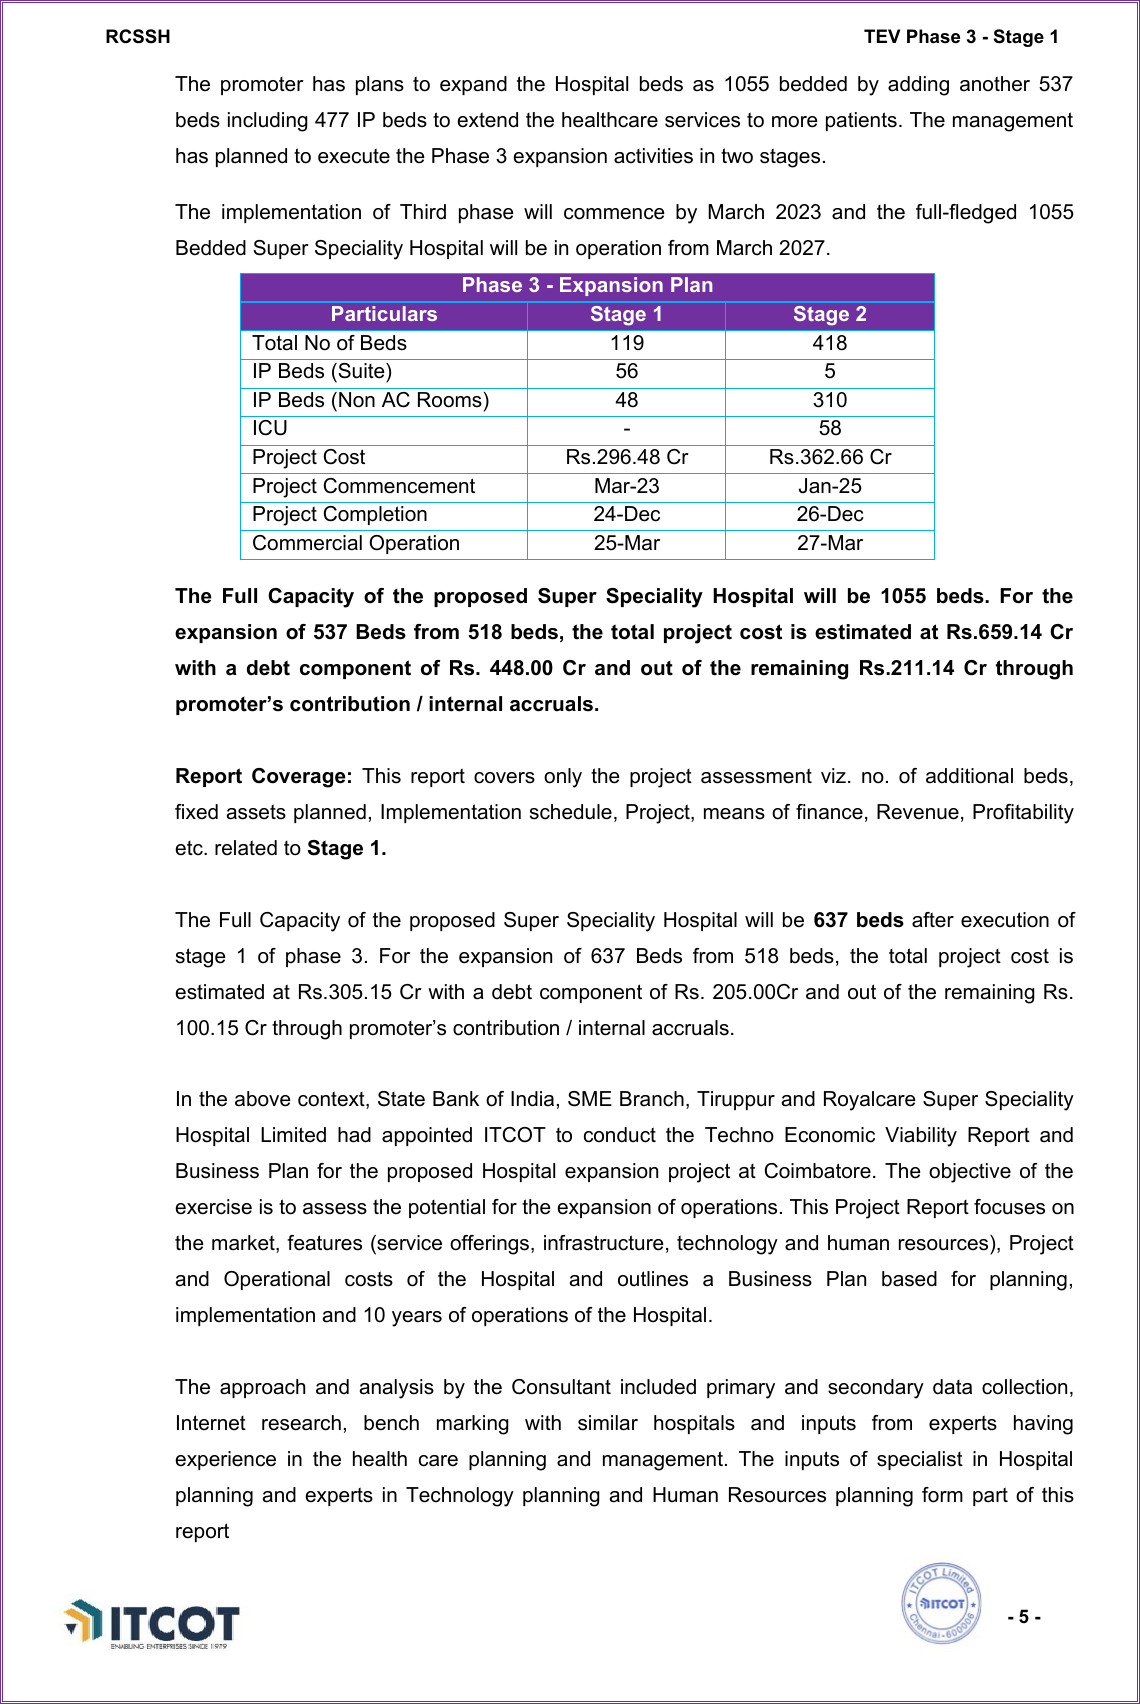 RCSSH TEV Phase 3 - Stage 1
The promoter has plans to expand the Hospital beds as 1055 bedded by adding another 537
beds including 477 IP beds to extend the healthcare services to more patients. The management
has planned to execute the Phase 3 expansion activities in two stages.
The implementation of Third phase will commence by March 2023 and the full-fledged 1055
Bedded Super Speciality Hospital will be in operation from March 2027.
Phase 3 - Expansion Plan
Particulars Stage 1 Stage 2
Total No of Beds 119 418
IP Beds (Suite) 56 5
IP Beds (Non AC Rooms) 48 310
ICU - 58
Project Cost Rs.296.48 Cr Rs.362.66 Cr
Project Commencement Mar-23 Jan-25
Project Completion 24-Dec 26-Dec
Commercial Operation 25-Mar 27-Mar
The Full Capacity of the proposed Super Speciality Hospital will be 1055 beds. For the
expansion of 537 Beds from 518 beds, the total project cost is estimated at Rs.659.14 Cr
with a debt component of Rs. 448.00 Cr and out of the remaining Rs.211.14 Cr through
promoter’s contribution / internal accruals.
Report Coverage: This report covers only the project assessment viz. no. of additional beds,
fixed assets planned, Implementation schedule, Project, means of finance, Revenue, Profitability
etc. related to Stage 1.
The Full Capacity of the proposed Super Speciality Hospital will be 637 beds after execution of
stage 1 of phase 3. For the expansion of 637 Beds from 518 beds, the total project cost is
estimated at Rs.305.15 Cr with a debt component of Rs. 205.00Cr and out of the remaining Rs.
100.15 Cr through promoter’s contribution / internal accruals.
In the above context, State Bank of India, SME Branch, Tiruppur and Royalcare Super Speciality
Hospital Limited had appointed ITCOT to conduct the Techno Economic Viability Report and
Business Plan for the proposed Hospital expansion project at Coimbatore. The objective of the
exercise is to assess the potential for the expansion of operations. This Project Report focuses on
the market, features (service offerings, infrastructure, technology and human resources), Project
and Operational costs of the Hospital and outlines a Business Plan based for planning,
implementation and 10 years of operations of the Hospital.
The approach and analysis by the Consultant included primary and secondary data collection,
Internet research, bench marking with similar hospitals and inputs from experts having
experience in the health care planning and management. The inputs of specialist in Hospital
planning and experts in Technology planning and Human Resources planning form part of this
report
ITCOT
ENABLING ENTERPRISES SINCE 1979
ITCOT Limited
ITCOT
Chennai - 600006
- 5 -